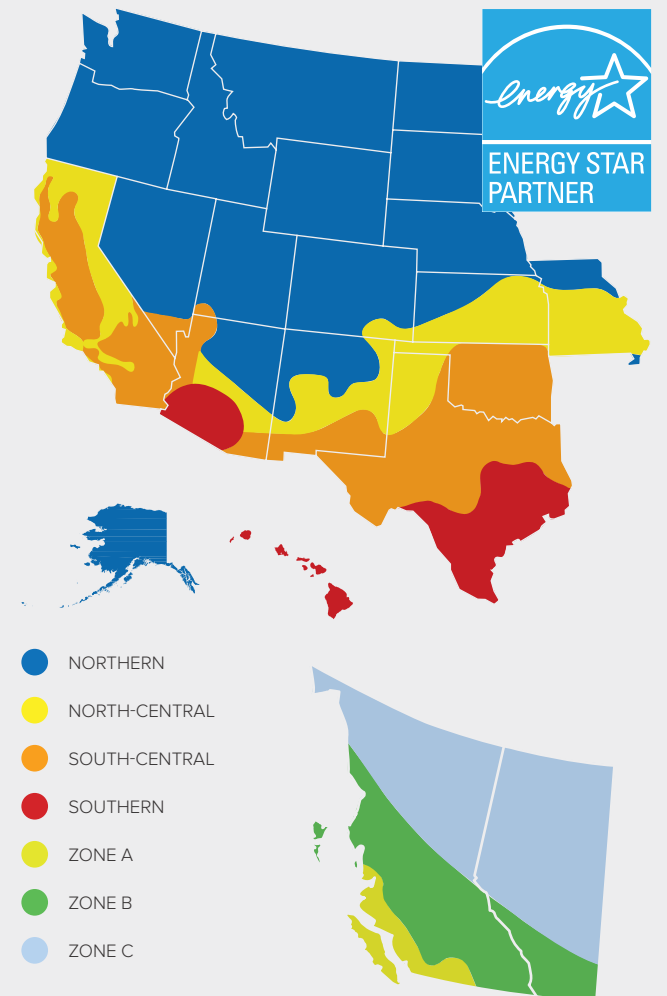 energy
ENERGY STAR
PARTNER
NORTHERN
NORTH-CENTRAL
SOUTH-CENTRAL
SOUTHERN
ZONE A
ZONE B
ZONE C